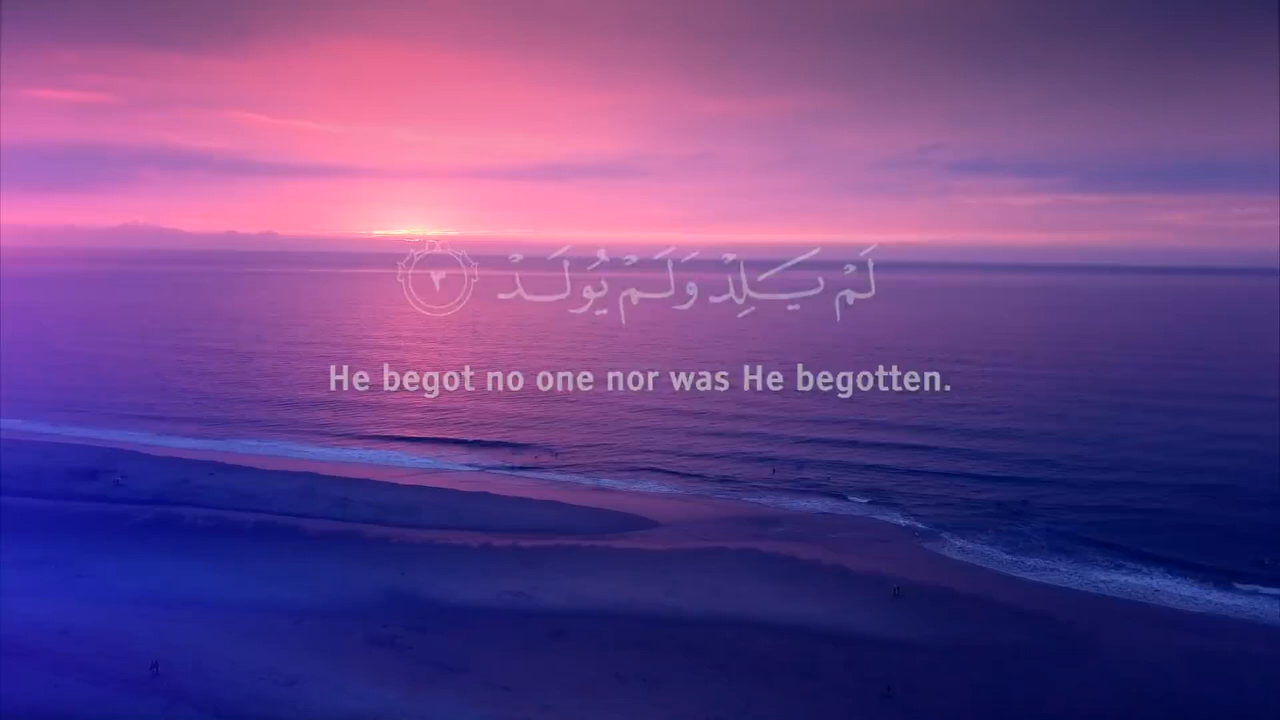 لَمْ يَلِدْ وَلَمْ يُولَدْ ٣
He begot no one nor was He begotten.